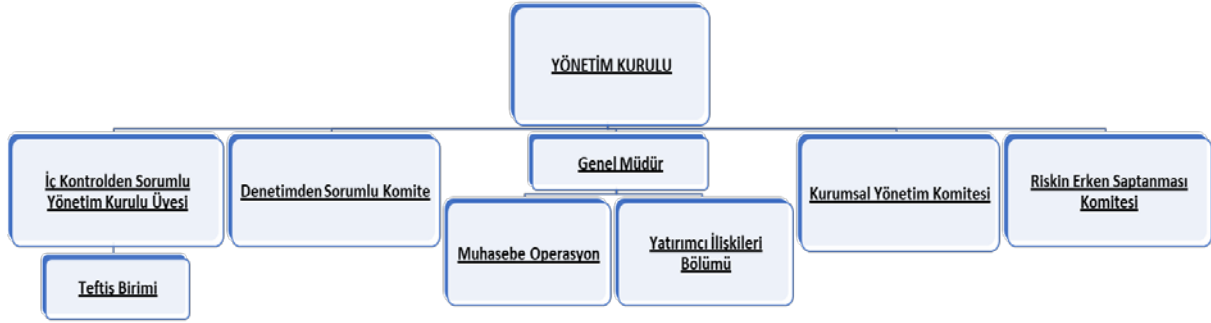 YÖNETİM KURULU
İç Kontrolden Sorumlu
Yönetim Kurulu Üyesi
Denetimden Sorumlu Komite
Genel Müdür
Kurumsal Yönetim Komitesi
Riskin Erken Saptanması
Komitesi
Teftiş Birimi
Muhasebe Operasyon
Yatırımcı İlişkileri
Bölümü